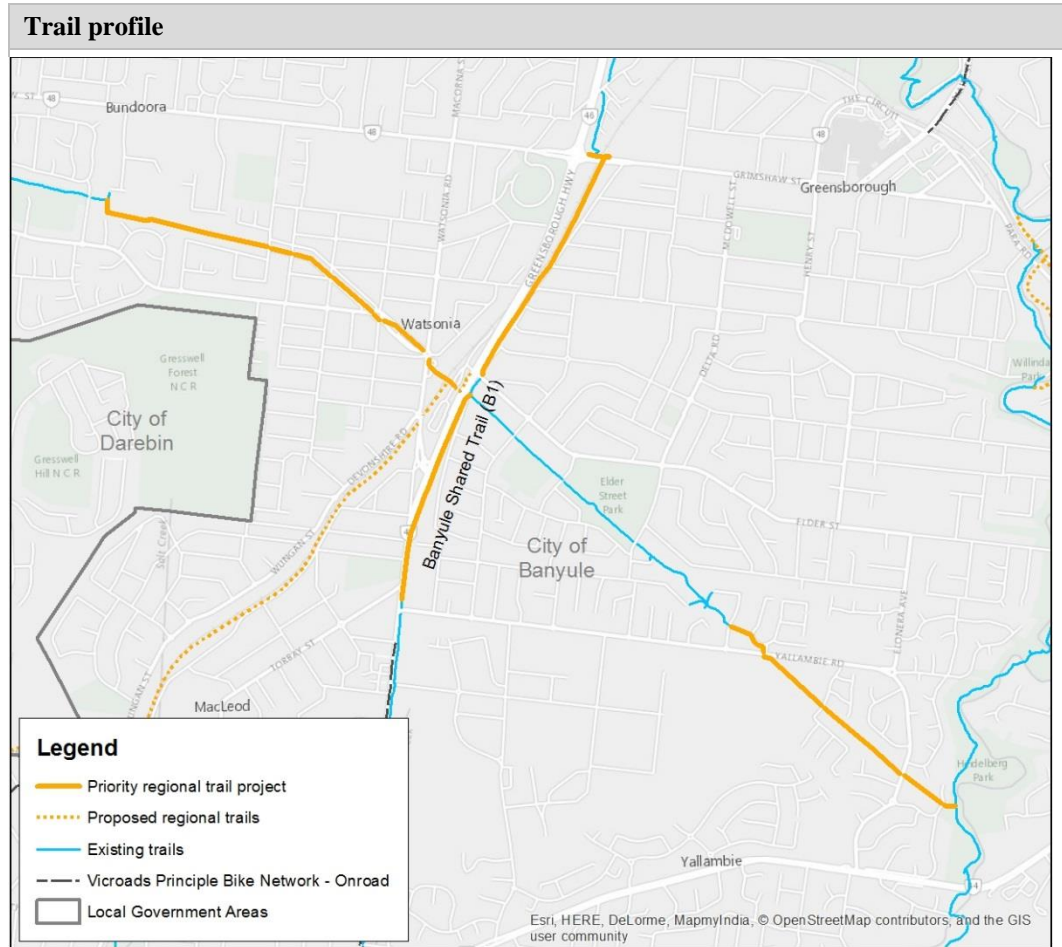 Trail profile
Bundoora
48
MACORNA ST
46
48
THE CIRCUIT
48
GRIMSHAW ST
Greensborough
WATSONIA RD
GREENSBOROUGH HWY
MCDOWELL ST
HENRY ST
PARA RD
Watsonia
DELTA RD
Gresswell
Forest
N C R
City of
Darebin
Gresswell
Hill N C R
DEVONSHIRE RD
Banyule Shared Trail (B1)
Elder
Street
Park
ELDER ST
City of
Banyule
Salt Creek
WUNGAN ST
ELONERA AVE
TORBAY ST
YALLAMBIE RD
MacLeod
Heidelberg
Park
Yallambie
Legend
Priority regional trail project
Proposed regional trails
Existing trails
Vicroads Principle Bike Network - Onroad
Local Government Areas
Esri, HERE, DeLorme, MapmyIndia, © OpenStreetMap contributors, and the GIS
user community